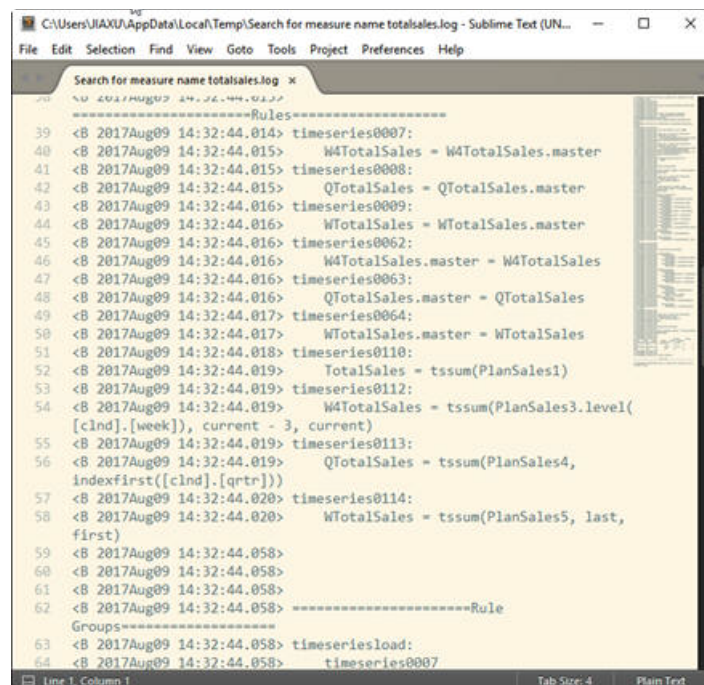 C:\Users\JIAXU\AppData\Local\Temp\Search for measure name totalsales.log - Sublime Text (UN...
File Edit Selection Find View Goto Tools Project Preferences Help
Search for measure name totalsales.log ×
38 <B 2017Aug09 14:32:44.013>
======================Rules===================
39 <B 2017Aug09 14:32:44.014> timeseries0007:
40 <B 2017Aug09 14:32:44.015>     W4TotalSales = W4TotalSales.master
41 <B 2017Aug09 14:32:44.015> timeseries0008:
42 <B 2017Aug09 14:32:44.015>     QTotalSales = QTotalSales.master
43 <B 2017Aug09 14:32:44.016> timeseries0009:
44 <B 2017Aug09 14:32:44.016>     WTotalSales = WTotalSales.master
45 <B 2017Aug09 14:32:44.016> timeseries0062:
46 <B 2017Aug09 14:32:44.016>     W4TotalSales.master = W4TotalSales
47 <B 2017Aug09 14:32:44.016> timeseries0063:
48 <B 2017Aug09 14:32:44.016>     QTotalSales.master = QTotalSales
49 <B 2017Aug09 14:32:44.017> timeseries0064:
50 <B 2017Aug09 14:32:44.017>     WTotalSales.master = WTotalSales
51 <B 2017Aug09 14:32:44.018> timeseries0110:
52 <B 2017Aug09 14:32:44.019>     TotalSales = tssum(PlanSales1)
53 <B 2017Aug09 14:32:44.019> timeseries0112:
54 <B 2017Aug09 14:32:44.019>     W4TotalSales = tssum(PlanSales3.level(
[clnd].[week]), current - 3, current)
55 <B 2017Aug09 14:32:44.019> timeseries0113:
56 <B 2017Aug09 14:32:44.019>     QTotalSales = tssum(PlanSales4,
indexfirst([clnd].[qrtr]))
57 <B 2017Aug09 14:32:44.020> timeseries0114:
58 <B 2017Aug09 14:32:44.020>     WTotalSales = tssum(PlanSales5, last,
first)
59 <B 2017Aug09 14:32:44.058>
60 <B 2017Aug09 14:32:44.058>
61 <B 2017Aug09 14:32:44.058>
62 <B 2017Aug09 14:32:44.058> ======================Rule
Groups===================
63 <B 2017Aug09 14:32:44.058> timeseriesload:
64 <B 2017Aug09 14:32:44.058>     timeseries0007
Line 1, Column 1 Tab Size: 4 Plain Text